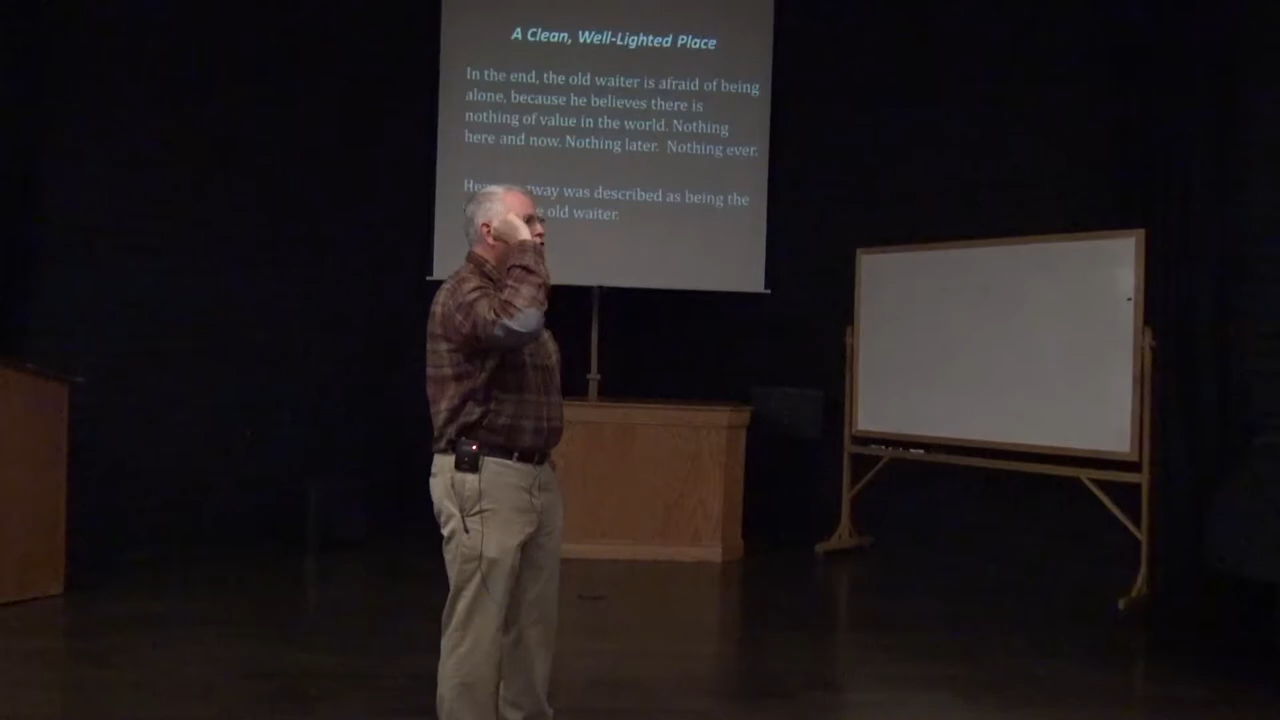 A Clean, Well-Lighted Place
In the end, the old waiter is afraid of being
alone, because he believes there is
nothing of value in the world. Nothing
here and now. Nothing later. Nothing ever.
was described as being the
old waiter.